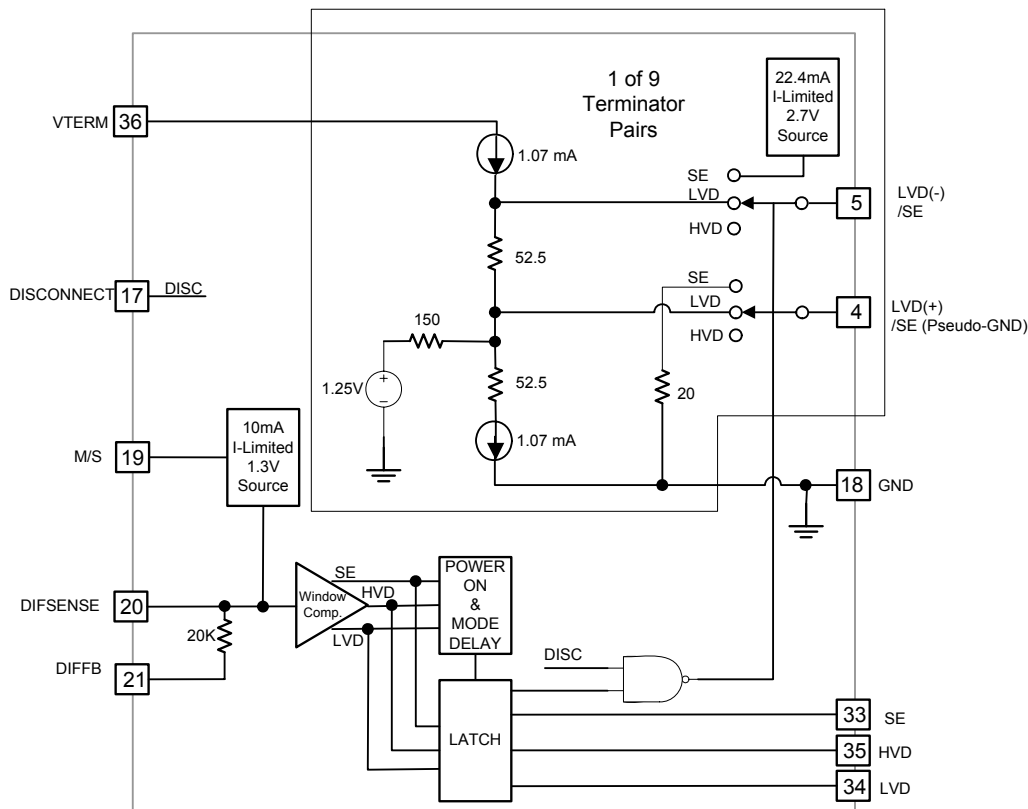 1 of 9
Terminator
Pairs
22.4mA
I-Limited
2.7V
Source
VTERM
36
1.07 mA
SE
LVD
HVD
5
LVD(-)
/SE
52.5
DISCONNECT
17
DISC
SE
LVD
HVD
4
LVD(+)
/SE (Pseudo-GND)
150
1.25V
+
–
52.5
20
1.07 mA
M/S
19
10mA
I-Limited
1.3V
Source
18
GND
DIFSENSE
20
20K
DIFFB
21
Window
Comp.
SE
HVD
LVD
POWER
ON
&
MODE
DELAY
DISC
LATCH
33
SE
35
HVD
34
LVD